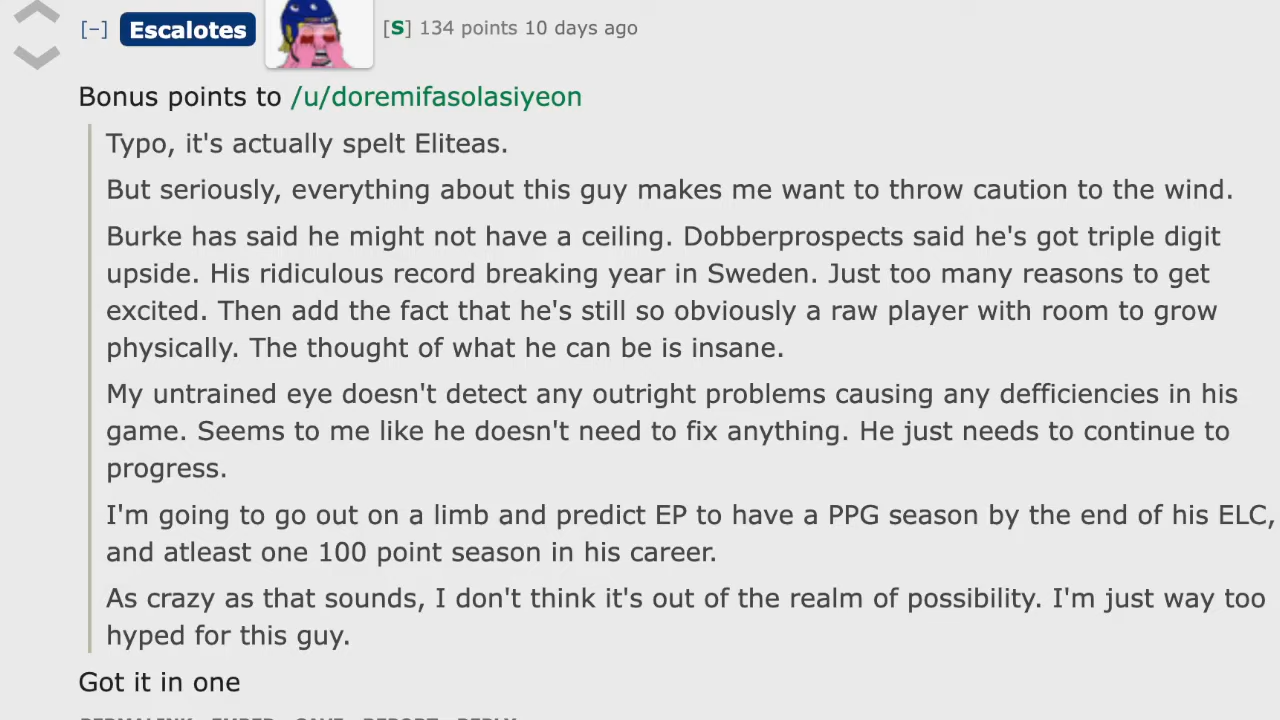 [–] Escalotes [S] 134 points 10 days ago
Bonus points to /u/doremifasolasiyeon
Typo, it's actually spelt Eliteas.
But seriously, everything about this guy makes me want to throw caution to the wind.
Burke has said he might not have a ceiling. Dobberprospects said he's got triple digit
upside. His ridiculous record breaking year in Sweden. Just too many reasons to get
excited. Then add the fact that he's still so obviously a raw player with room to grow
physically. The thought of what he can be is insane.
My untrained eye doesn't detect any outright problems causing any defficiencies in his
game. Seems to me like he doesn't need to fix anything. He just needs to continue to
progress.
I'm going to go out on a limb and predict EP to have a PPG season by the end of his ELC,
and atleast one 100 point season in his career.
As crazy as that sounds, I don't think it's out of the realm of possibility. I'm just way too
hyped for this guy.
Got it in one
PERMALINK EMBED SAVE REPORT REPLY